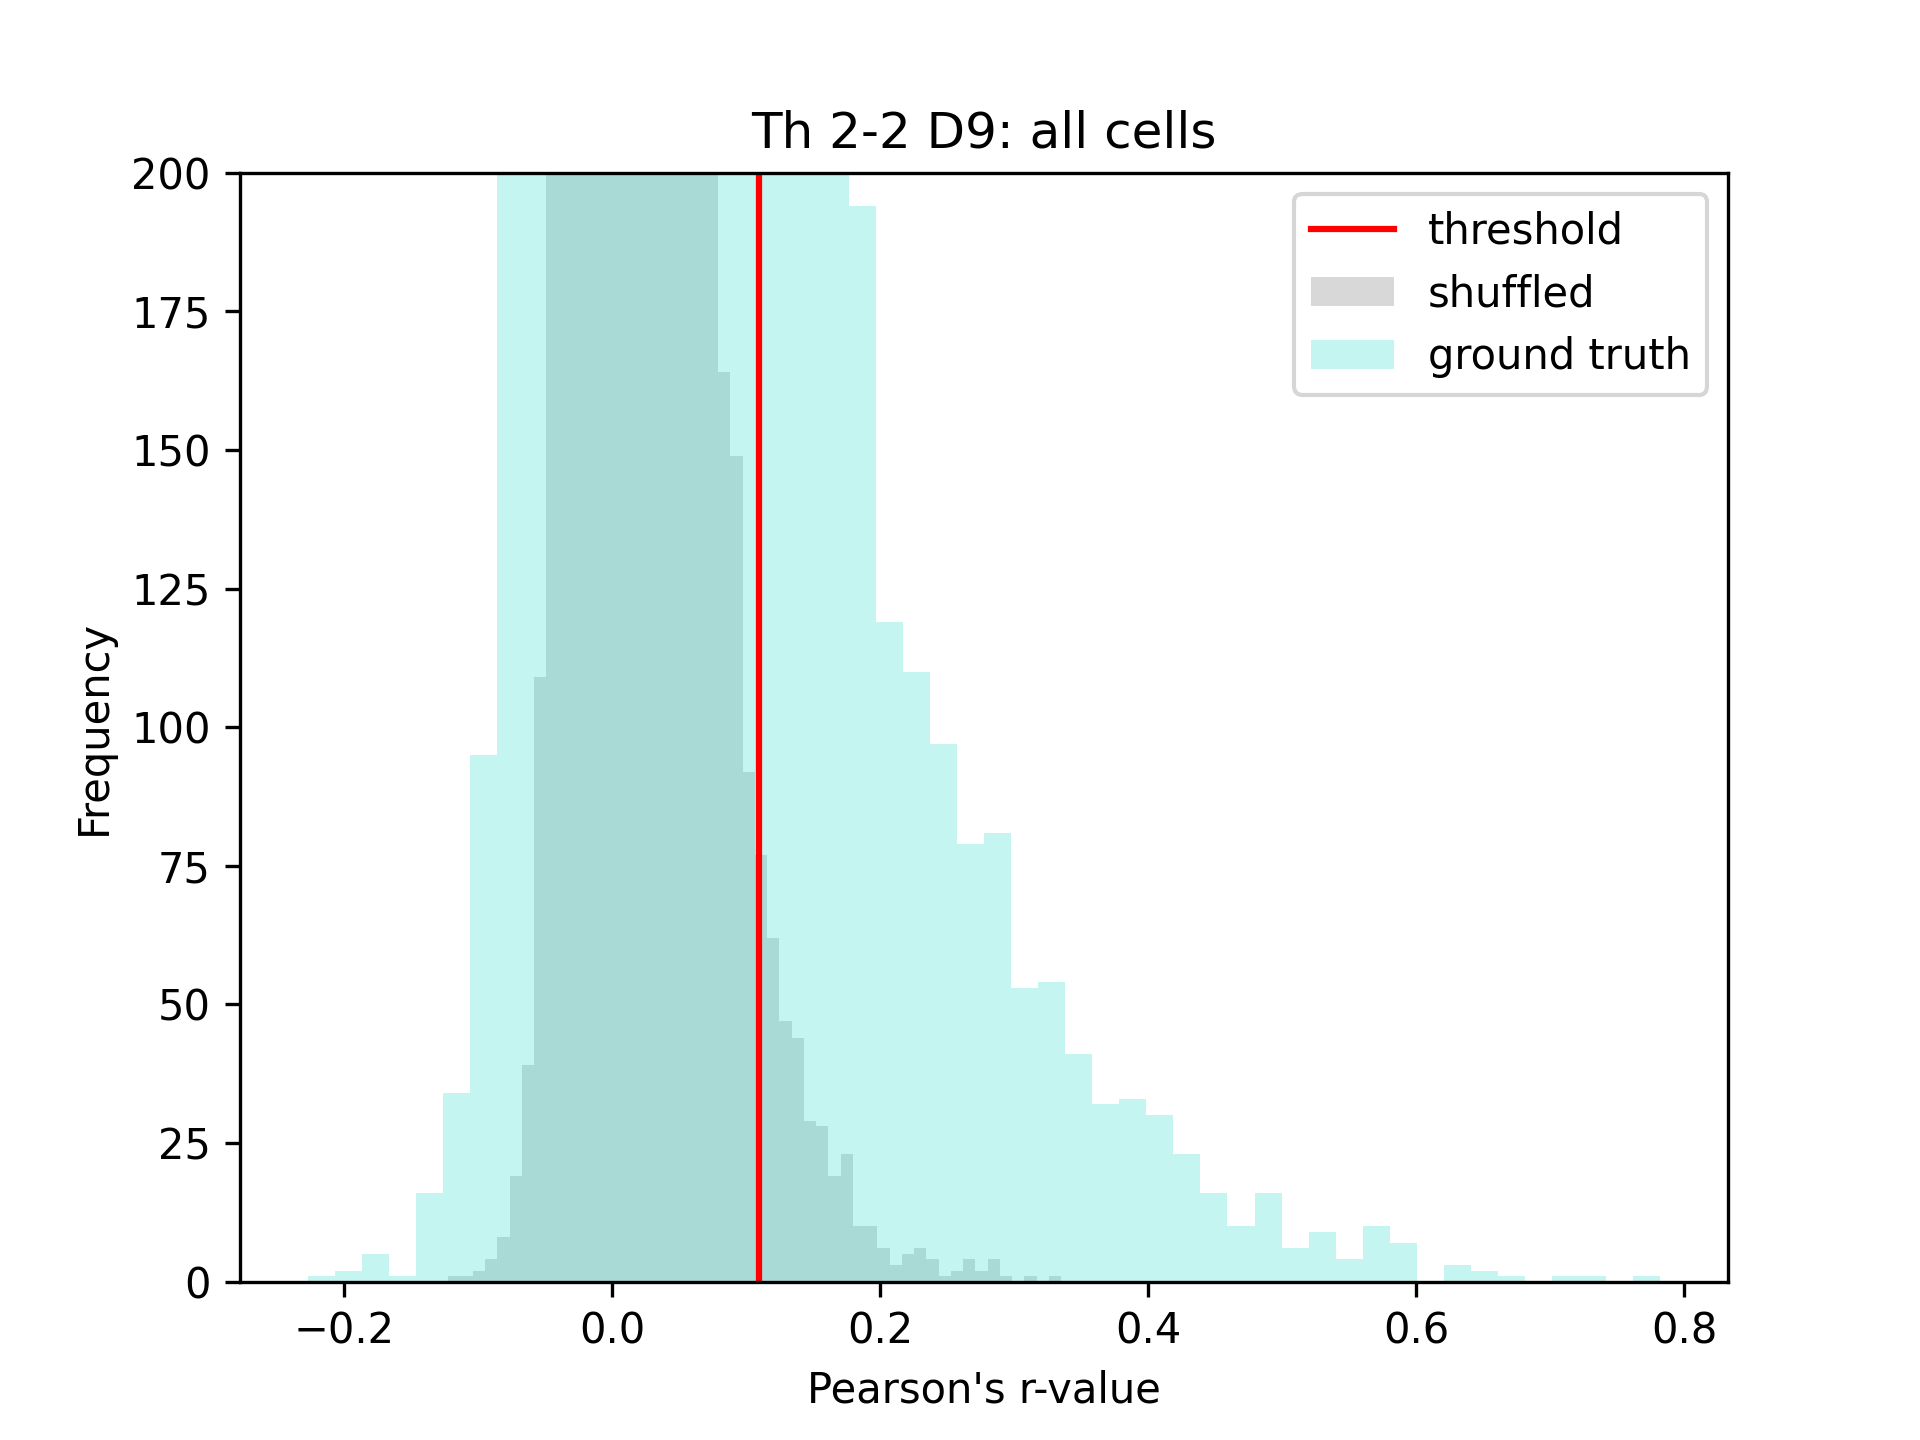 Th 2-2 D9: all cells
200
175
150
125
100
75
50
25
0
Frequency
threshold
shuffled
ground truth
−0.2
0.0
0.2
0.4
0.6
0.8
Pearson's r-value